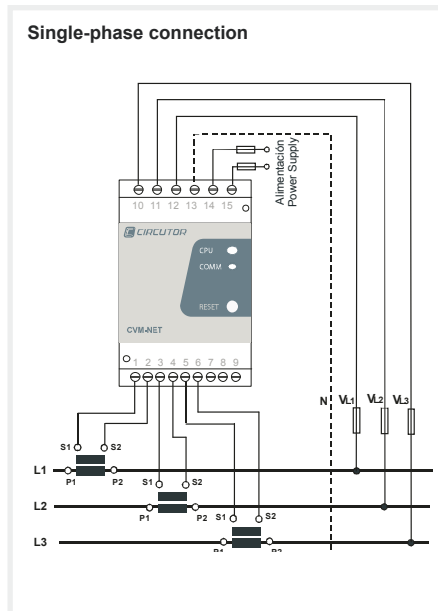 Single-phase connection
Alimentación
Power Supply
10 11 12 13 14 15
CIRCUTOR
CPU
COMM
RESET
CVM-NET
1 2 3 4 5 6 7 8 9
N VL1 VL2 VL3
S1 S2
L1
P1 P2
S1 S2
L2
P1 P2
S1 S2
L3
P1 P2